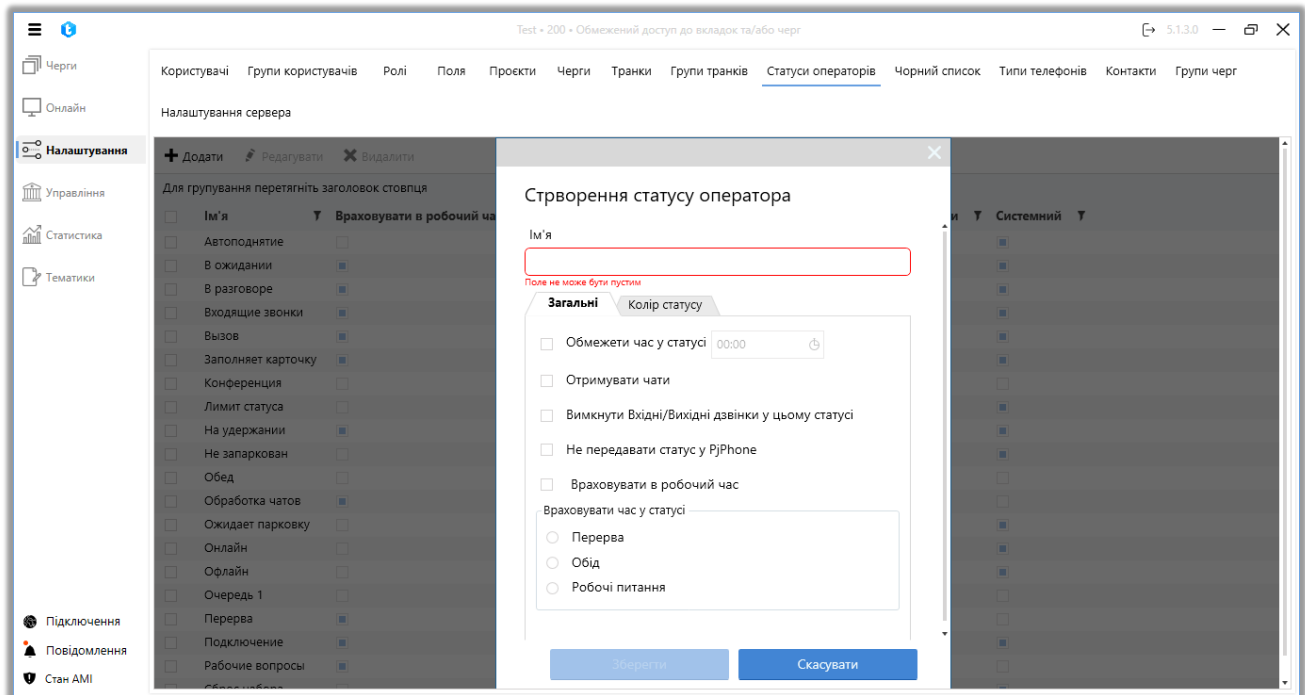 Test • 200 • Обмежений доступ до вкладок та/або черг
5.1.3.0
Черги
Онлайн
Налаштування
Управління
Статистика
Тематики
Підключення
Повідомлення
Стан AMI
Користувачі Групи користувачів Ролі Поля Проєкти Черги Транки Групи транків Статуси операторів Чорний список Типи телефонів Контакти Групи черг
Налаштування сервера
Додати Редагувати Видалити
Для групування перетягніть заголовок стовпця
Ім'я Враховувати в робочий ча
и Системний
Автоподнятие
В ожидании
В разговоре
Входящие звонки
Вызов
Заполняет карточку
Конференция
Лимит статуса
На удержании
Не запаркован
Обед
Обработка чатов
Ожидает парковку
Онлайн
Офлайн
Очередь 1
Перерва
Подключение
Рабочие вопросы
Сброс набора
Стрворення статусу оператора
Ім'я
Поле не може бути пустим
Загальні Колір статусу
Обмежети час у статусі 00:00
Отримувати чати
Вимкнути Вхідні/Вихідні дзвінки у цьому статусі
Не передавати статус у PjPhone
Враховувати в робочий час
Враховувати час у статусі
Перерва
Обід
Робочі питання
Зберегти Скасувати